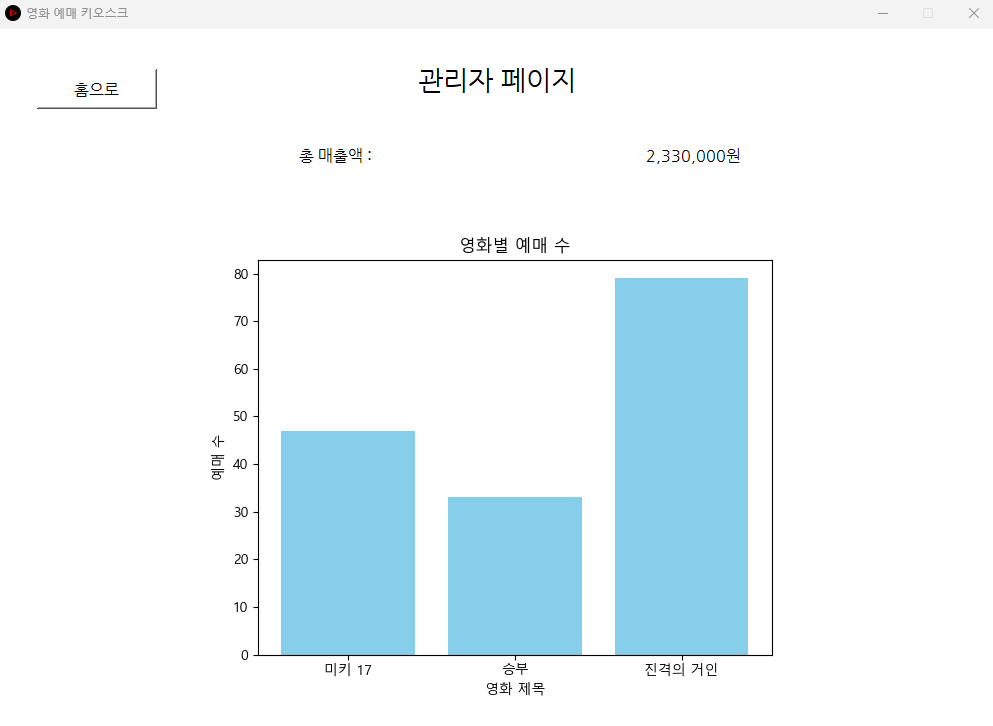 영화 예매 키오스크
홈으로
관리자 페이지
총 매출액 :
2,330,000원
영화별 예매 수
80
70
60
50
40
30
20
10
0
예매 수
미키 17
승부
진격의 거인
영화 제목